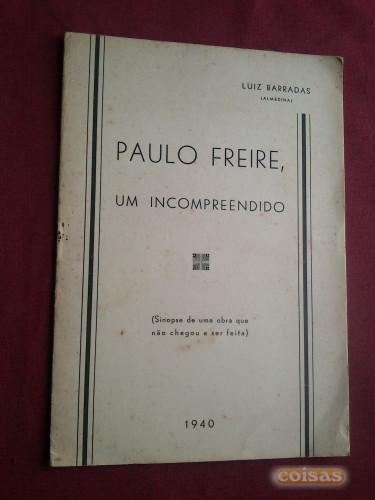 LUIZ BARRADAS
(ALMEDINA)
PAULO FREIRE,
UM INCOMPREENDIDO
(Sinopse de uma obra que
não chegou a ser feita)
1940
coisas